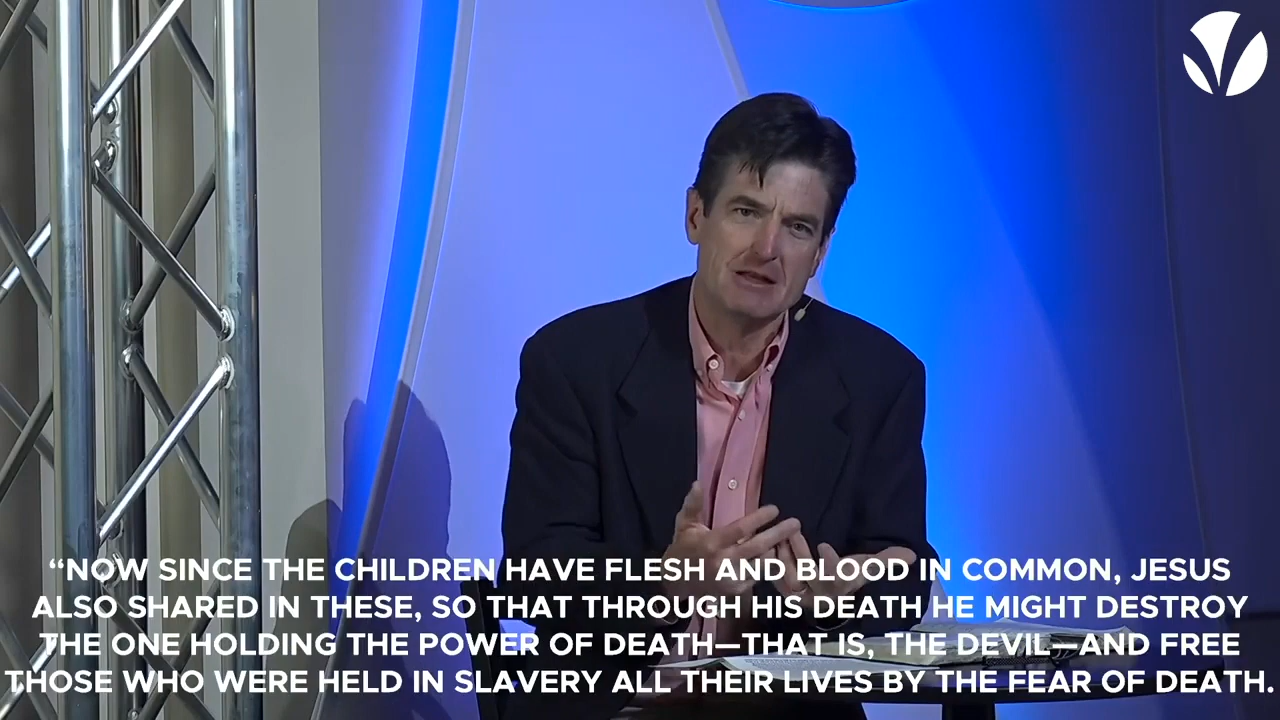 “NOW SINCE THE CHILDREN HAVE FLESH AND BLOOD IN COMMON, JESUS
ALSO SHARED IN THESE, SO THAT THROUGH HIS DEATH HE MIGHT DESTROY
THE ONE HOLDING THE POWER OF DEATH—THAT IS, THE DEVIL—AND FREE
THOSE WHO WERE HELD IN SLAVERY ALL THEIR LIVES BY THE FEAR OF DEATH.